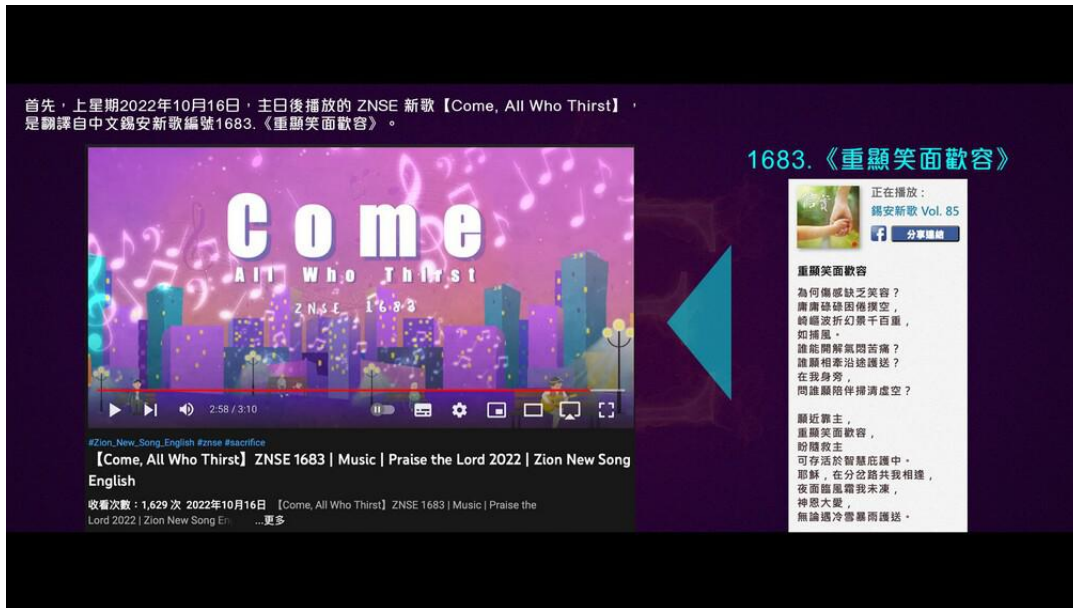 首先，上星期2022年10月16日，主日後播放的 ZNSE 新歌【Come, All Who Thirst】，
是翻譯自中文錫安新歌編號1683.《重顯笑面歡容》。
Come
All Who Thirst
ZNSE 1683
2:58 / 3:10
#Zion_New_Song_English #znse #sacrifice
【Come, All Who Thirst】ZNSE 1683 | Music | Praise the Lord 2022 | Zion New Song
English
收看次數：1,629 次 2022年10月16日 【Come, All Who Thirst】ZNSE 1683 | Music | Praise the
Lord 2022 | Zion New Song En ...更多
1683.《重顯笑面歡容》
正在播放：
錫安新歌 Vol. 85
分享連結
重顯笑面歡容
為何傷感缺乏笑容？
庸庸碌碌困倦撲空，
崎嶇波折幻景千百重，
如捕風。
誰能開解氣悶苦痛？
誰願相牽沿途護送？
在我身旁，
問誰願陪伴掃清虛空？
願近靠主，
重顯笑面歡容，
盼隨救主
可存活於智慧庇護中。
耶穌，在分岔路共我相逢，
夜面臨風霜我未凍，
神恩大愛，
無論遇冷雪暴雨護送。